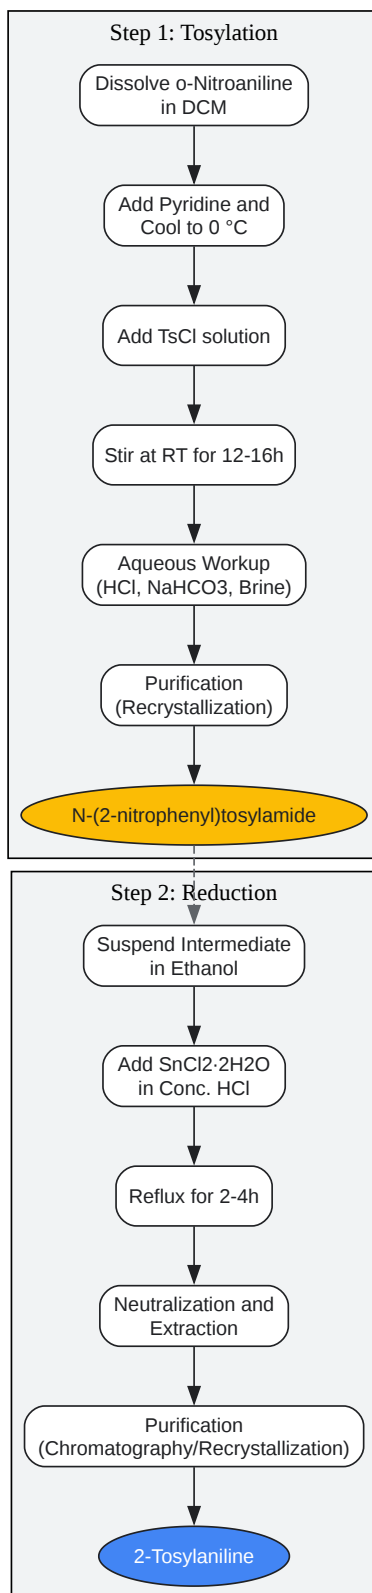 Step 1: Tosylation
Dissolve o-Nitroaniline
in DCM
Add Pyridine and
Cool to 0 °C
Add TsCl solution
Stir at RT for 12-16h
Aqueous Workup
(HCl, NaHCO3, Brine)
Purification
(Recrystallization)
N-(2-nitrophenyl)tosylamide
Step 2: Reduction
Suspend Intermediate
in Ethanol
Add SnCl2·2H2O
in Conc. HCl
Reflux for 2-4h
Neutralization and
Extraction
Purification
(Chromatography/Recrystallization)
2-Tosylaniline